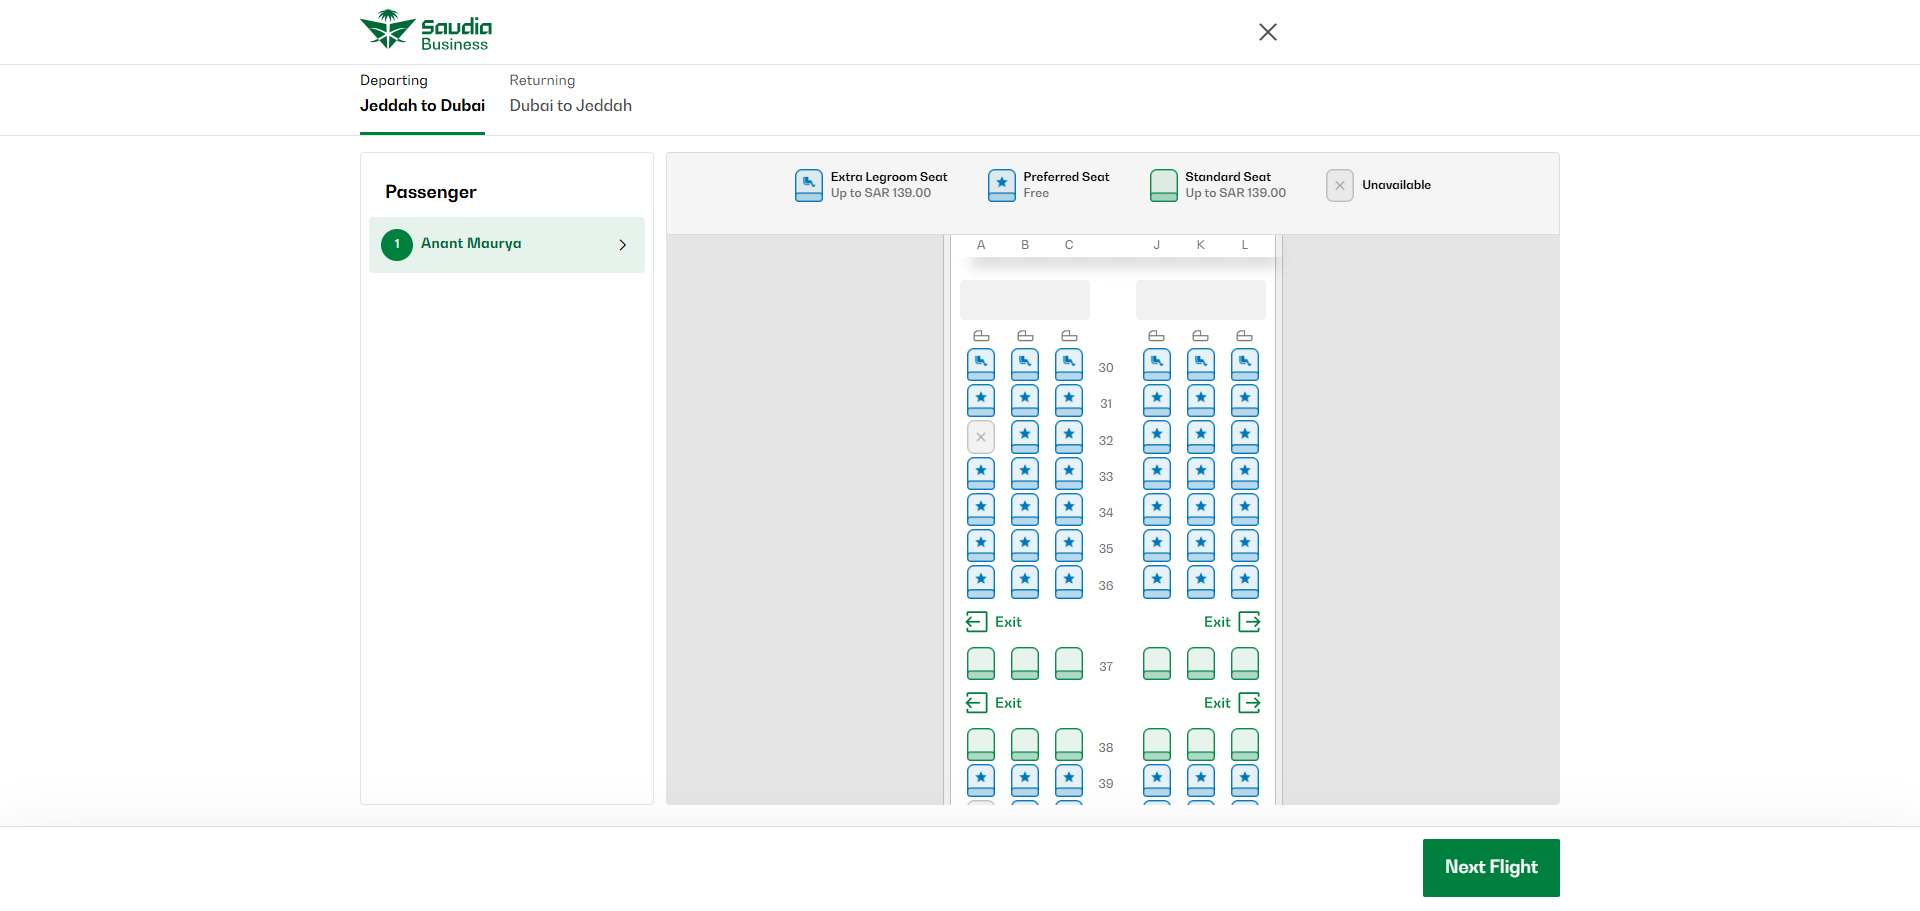 Saudia
Business
Departing
Jeddah to Dubai
Returning
Dubai to Jeddah
Passenger
1 Anant Maurya
Extra Legroom Seat
Up to SAR 139.00
Preferred Seat
Free
Standard Seat
Up to SAR 139.00
Unavailable
A B C J K L
30
31
32
33
34
35
36
Exit Exit
37
Exit Exit
38
39
Next Flight